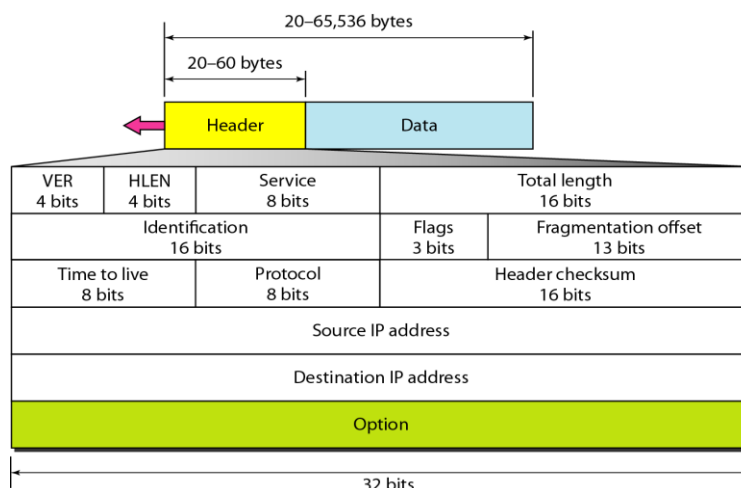 20–65,536 bytes
20–60 bytes
Header
Data
VER
4 bits
HLEN
4 bits
Service
8 bits
Total length
16 bits
Identification
16 bits
Flags
3 bits
Fragmentation offset
13 bits
Time to live
8 bits
Protocol
8 bits
Header checksum
16 bits
Source IP address
Destination IP address
Option
32 bits